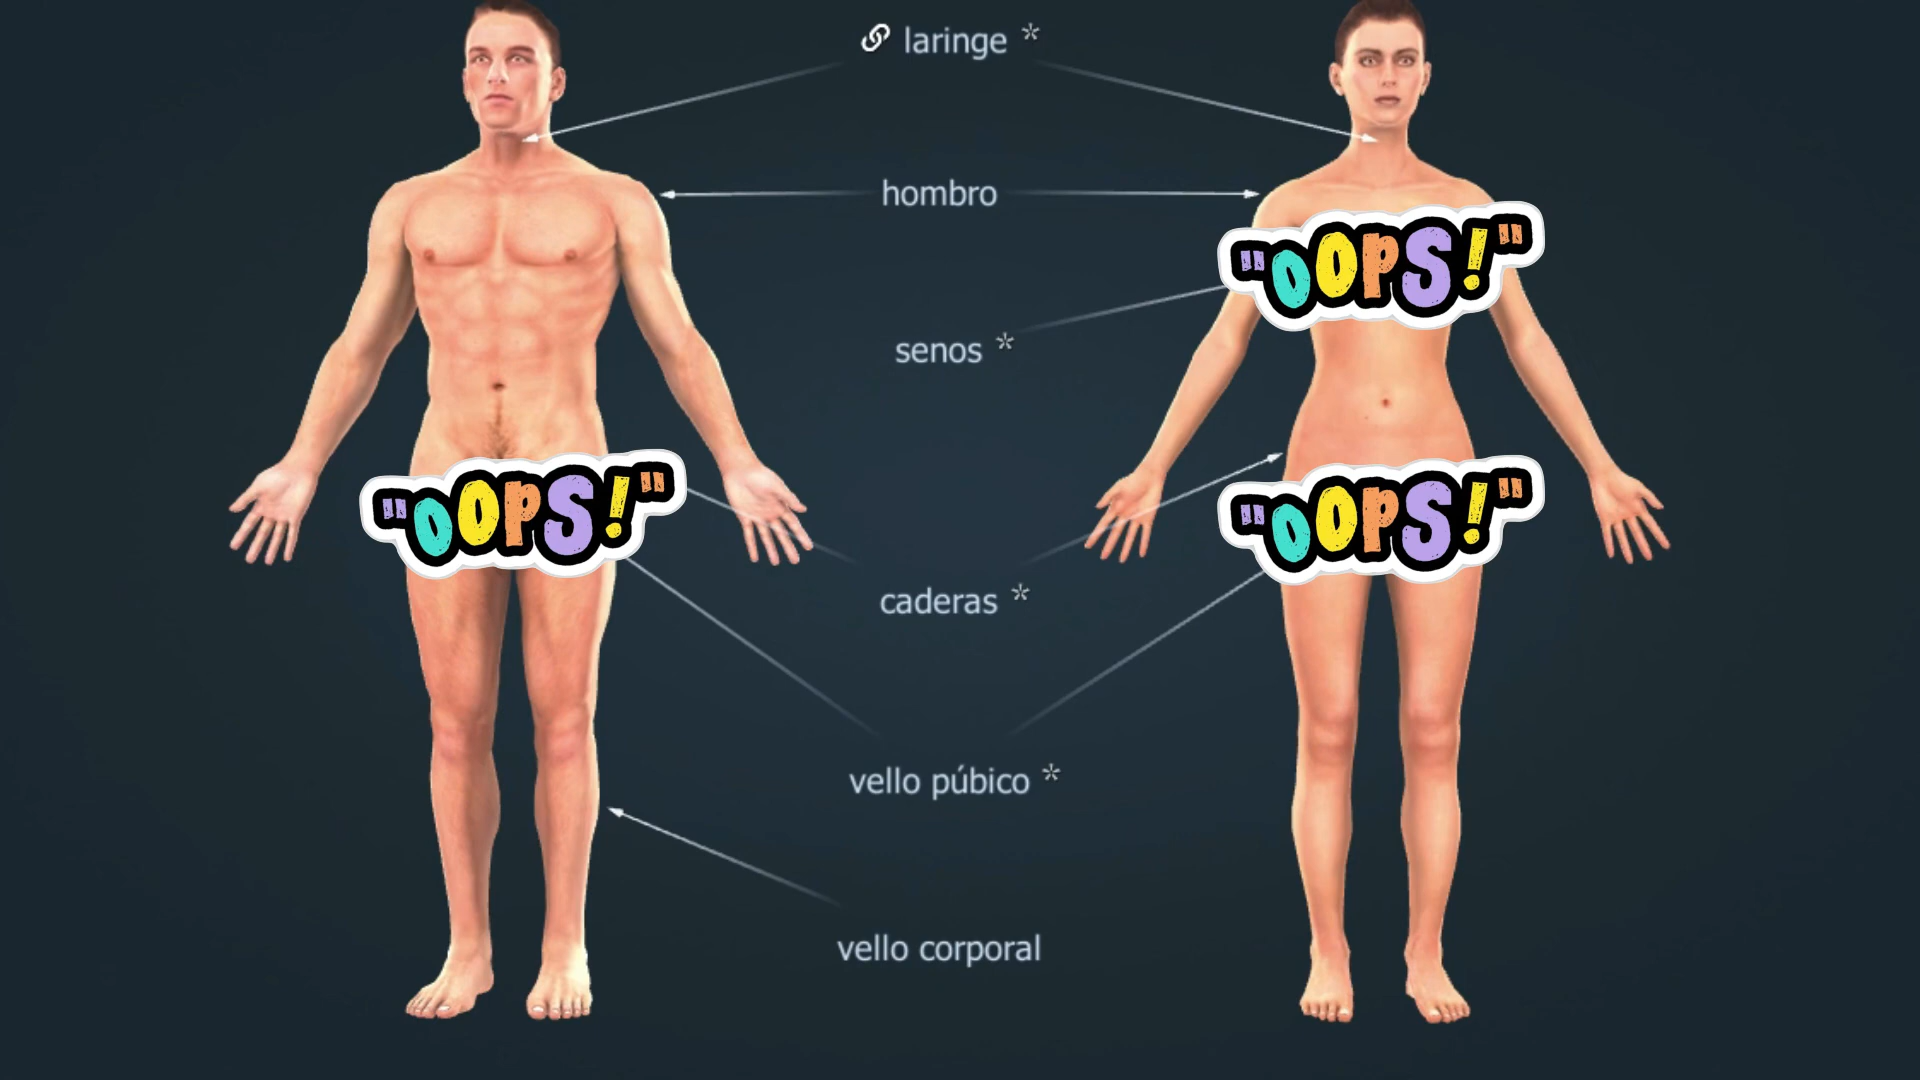 laringe *
hombro
"OOPS!"
senos *
"OOPS!"
"OOPS!"
caderas *
vello púbico *
vello corporal